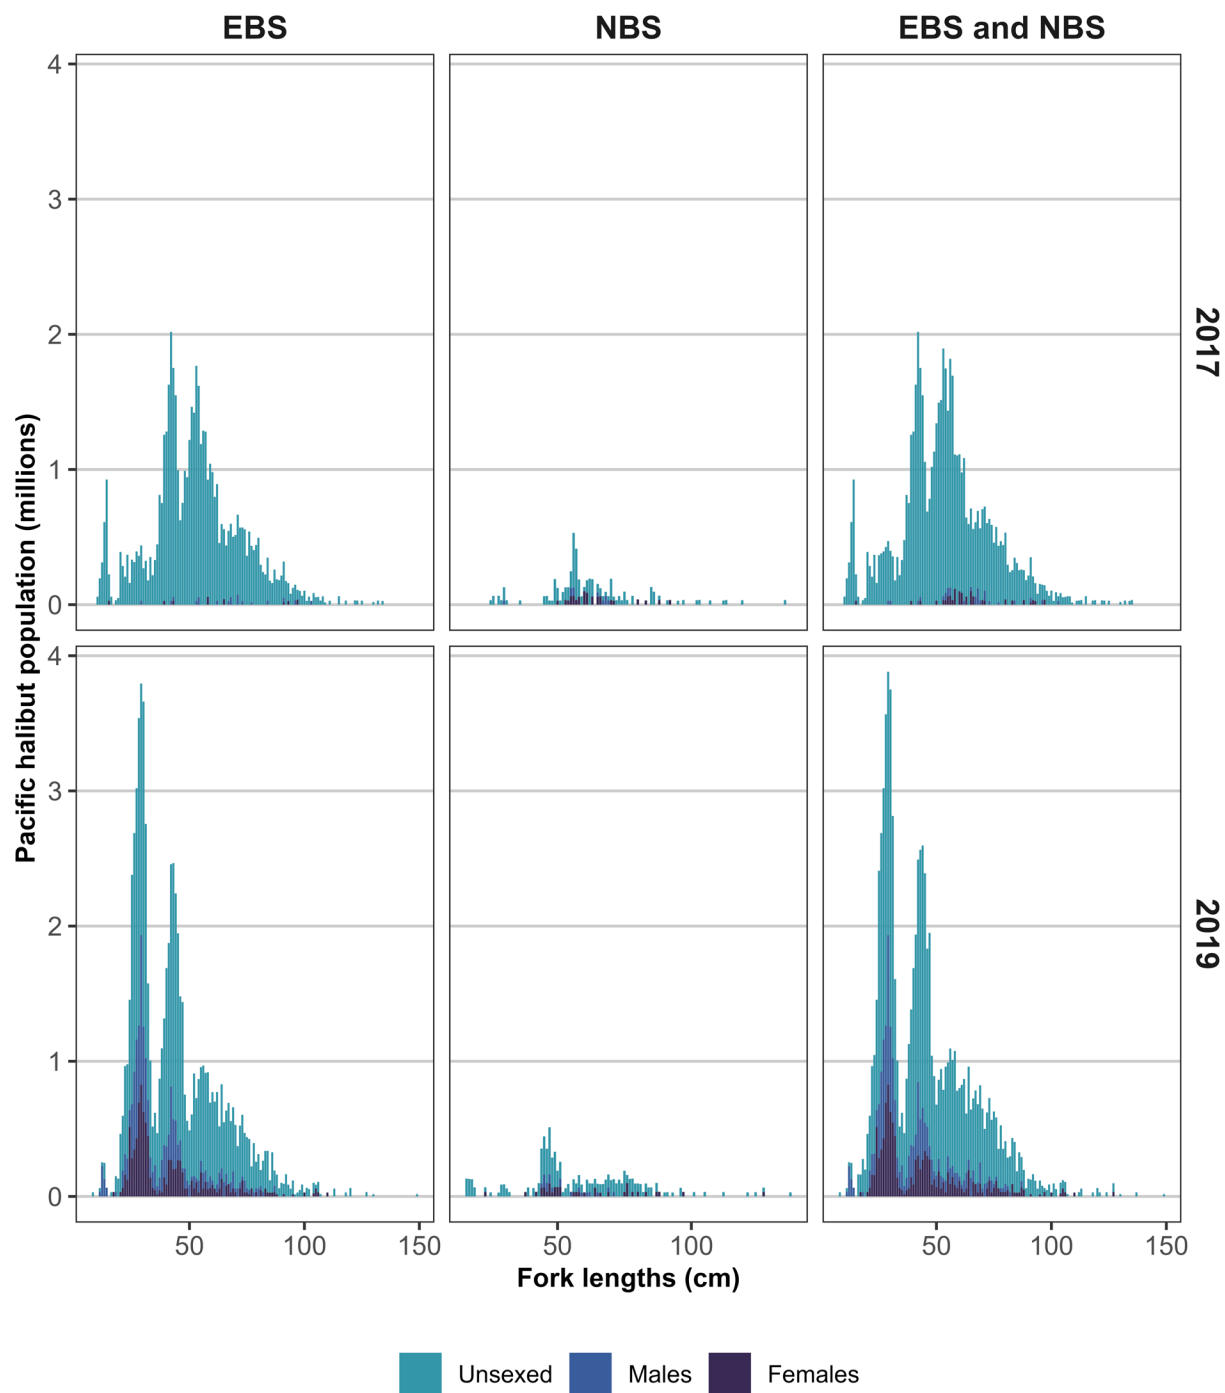 EBS NBS EBS and NBS
Pacific halibut population (millions)
4
3
2
1
0
2017
4
3
2
1
0
2019
50 100 150 50 100 50 100 150
Fork lengths (cm)
Unsexed Males Females